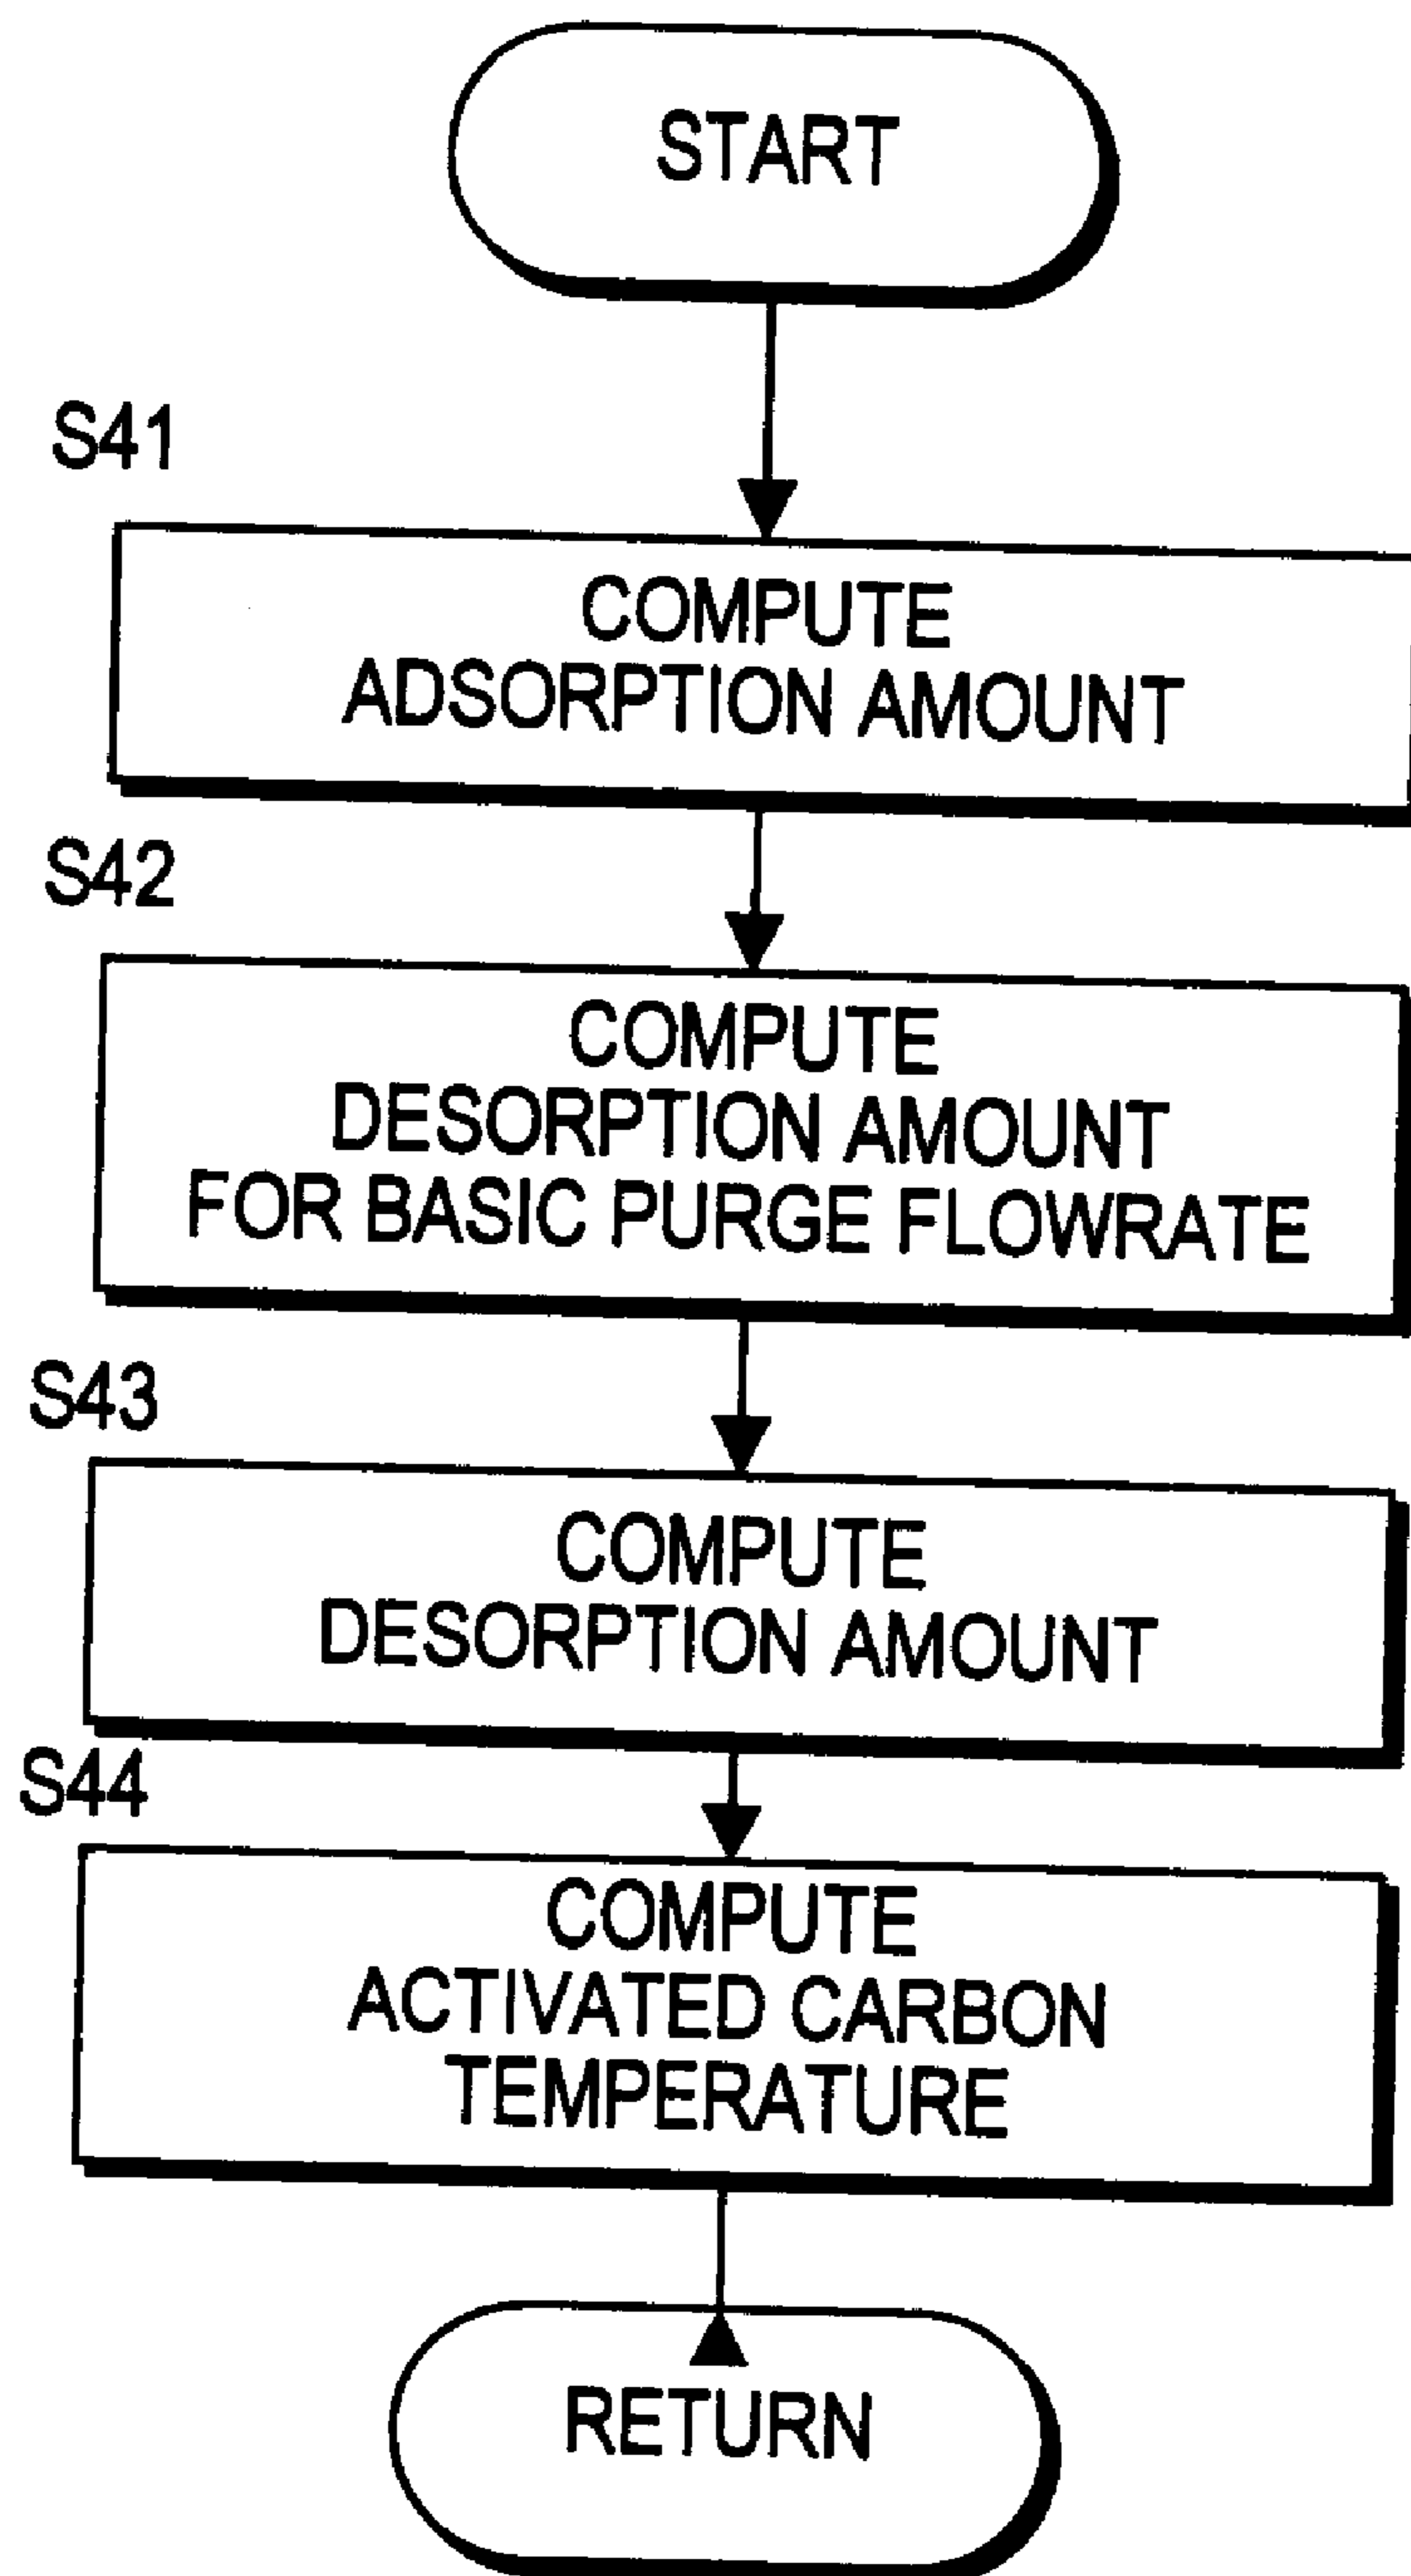 START
S41
COMPUTE
ADSORPTION AMOUNT
S42
COMPUTE
DESORPTION AMOUNT
FOR BASIC PURGE FLOWRATE
S43
COMPUTE
DESORPTION AMOUNT
S44
COMPUTE
ACTIVATED CARBON
TEMPERATURE
RETURN